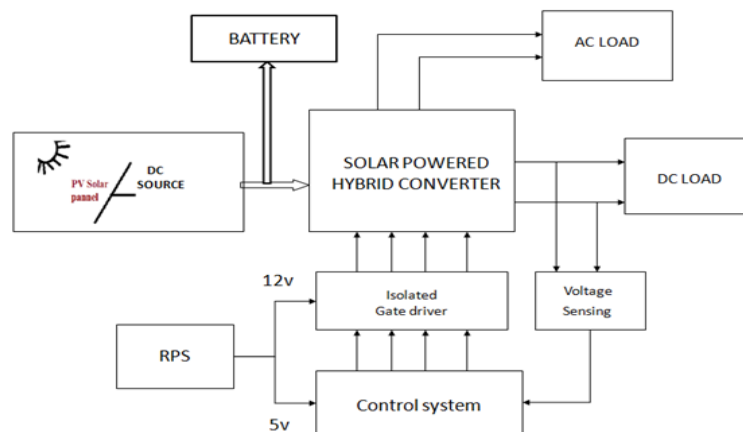 BATTERY
AC LOAD
PV Solar
pannel
DC
SOURCE
SOLAR POWERED
HYBRID CONVERTER
DC LOAD
12v
Isolated
Gate driver
Voltage
Sensing
RPS
5v
Control system